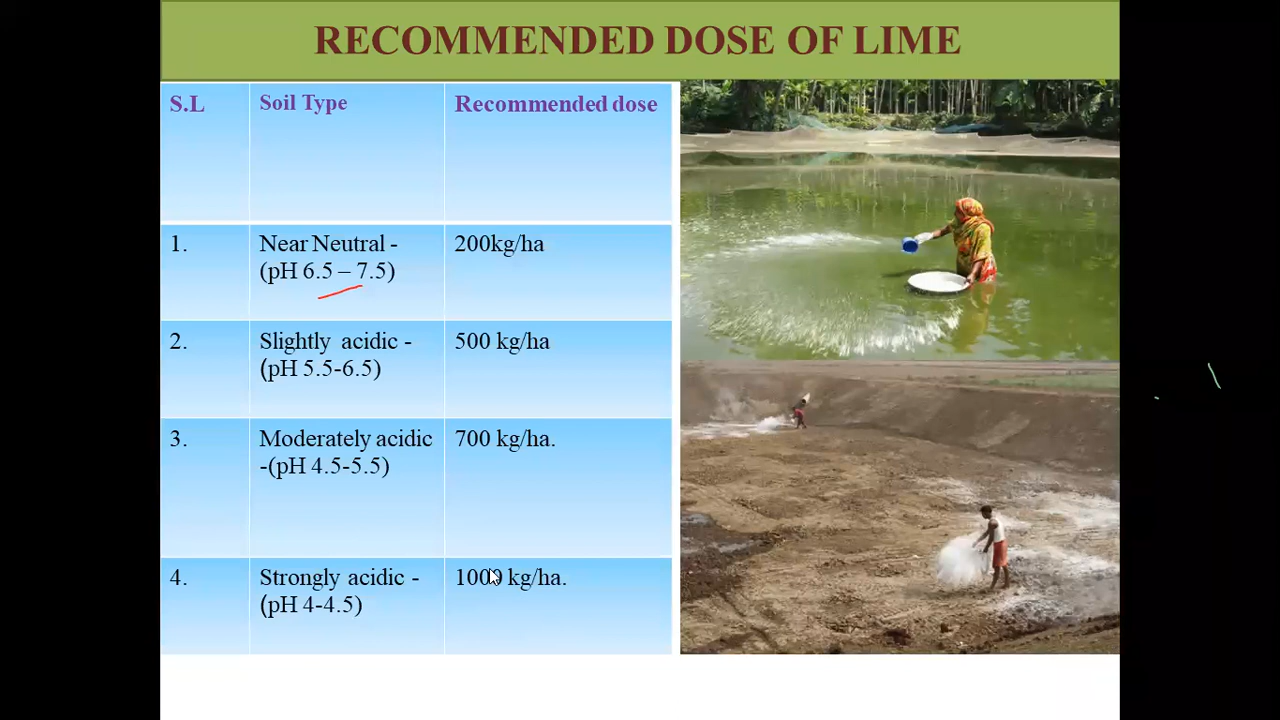 RECOMMENDED DOSE OF LIME
S.L Soil Type Recommended dose
1. Near Neutral - 200kg/ha
(pH 6.5 – 7.5)
2. Slightly acidic - 500 kg/ha
(pH 5.5-6.5)
3. Moderately acidic 700 kg/ha.
-(pH 4.5-5.5)
4. Strongly acidic - 1000 kg/ha.
(pH 4-4.5)